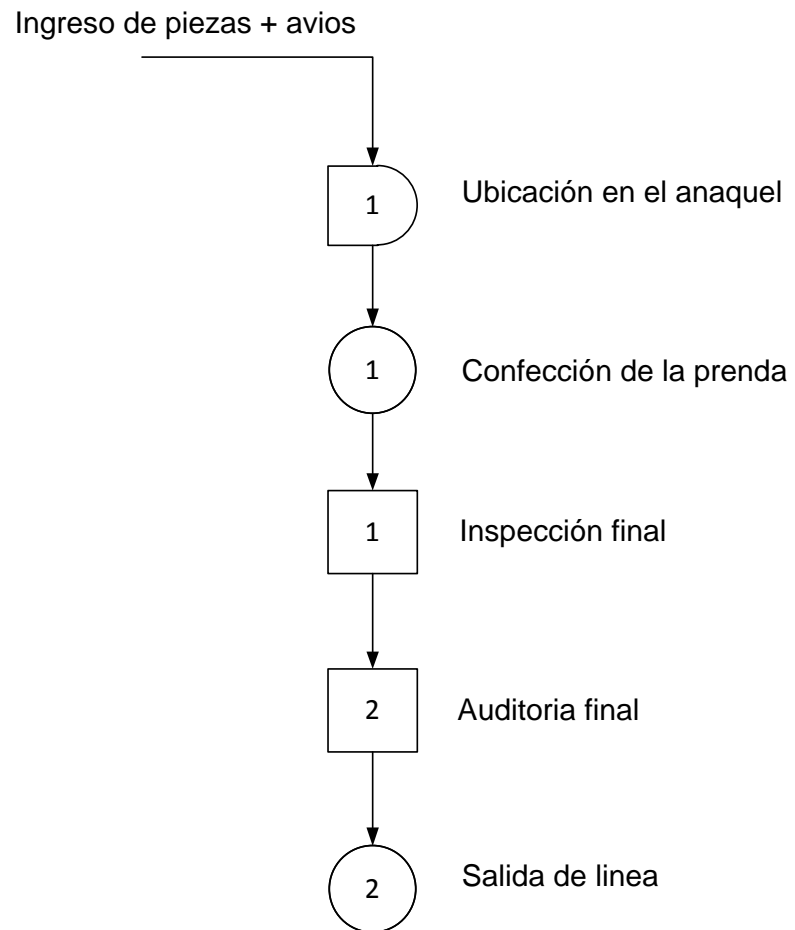 Ingreso de piezas + avios
1
Ubicación en el anaquel
1
Confección de la prenda
1
Inspección final
2
Auditoria final
2
Salida de linea